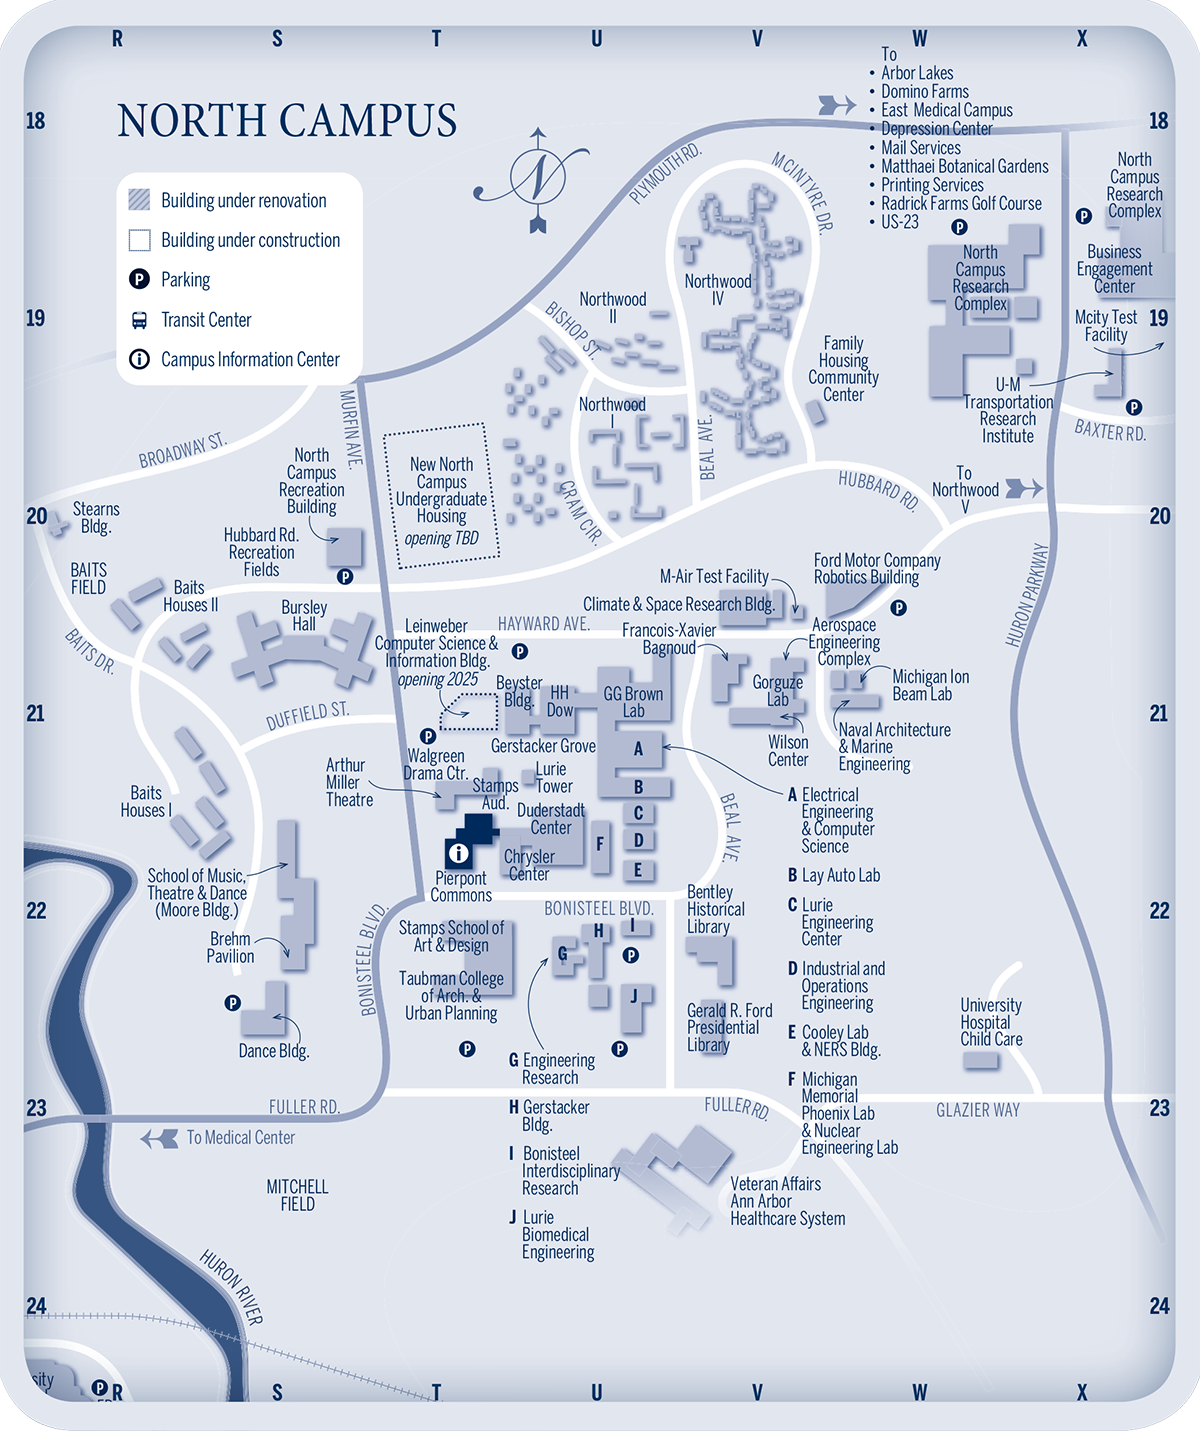 R S T U V W X
To
• Arbor Lakes
• Domino Farms
• East Medical Campus
• Depression Center
• Mail Services
• Matthaei Botanical Gardens
• Printing Services
• Radrick Farms Golf Course
• US-23
18
18
NORTH CAMPUS
N
PLYMOUTH RD.
MCINTYRE DR.
Building under renovation
Building under construction
P Parking
Transit Center
i Campus Information Center
North
Campus
Research
Complex
P
P
North
Campus
Research
Complex
Business
Engagement
Center
Northwood
IV
Northwood
II
BISHOP ST.
19
19
Mcity Test
Facility
Family
Housing
Community
Center
U-M
Transportation
Research
Institute
P
BAXTER RD.
MURFIN AVE.
Northwood
I
BEAL AVE.
BROADWAY ST.
North
Campus
Recreation
Building
New North
Campus
Undergraduate
Housing
opening TBD
CRAM CIR.
HUBBARD RD.
To
Northwood
V
20
20
Stearns
Bldg.
Hubbard Rd.
Recreation
Fields
P
BAITS
FIELD
Baits
Houses II
Bursley
Hall
BAITS DR.
M-Air Test Facility
Climate & Space Research Bldg.
Ford Motor Company
Robotics Building
P
HURON PARKWAY
HAYWARD AVE.
Francois-Xavier
Bagnoud
Aerospace
Engineering
Complex
Leinweber
Computer Science &
Information Bldg.
opening 2025
P
Beyster
Bldg.
HH
Dow
GG Brown
Lab
Gorguze
Lab
Michigan Ion
Beam Lab
21
21
DUFFIELD ST.
P
Gerstacker Grove
A
Wilson
Center
Naval Architecture
& Marine
Engineering
Walgreen
Drama Ctr.
Arthur
Miller
Theatre
Stamps
Aud.
Lurie
Tower
B
Baits
Houses I
Duderstadt
Center
C
D
E
F
BEAL AVE.
A Electrical
Engineering
& Computer
Science
i
Chrysler
Center
Pierpont
Commons
School of Music,
Theatre & Dance
(Moore Bldg.)
B Lay Auto Lab
22
22
Bentley
Historical
Library
C Lurie
Engineering
Center
BONISTEEL BLVD.
BONISTEEL BLVD.
Brehm
Pavilion
Stamps School of
Art & Design
Taubman College
of Arch. &
Urban Planning
G
H
I
P
J
D Industrial and
Operations
Engineering
P
Dance Bldg.
P
P
Gerald R. Ford
Presidential
Library
University
Hospital
Child Care
E Cooley Lab
& NERS Bldg.
G Engineering
Research
F Michigan
Memorial
Phoenix Lab
& Nuclear
Engineering Lab
23
23
FULLER RD.
FULLER RD.
GLAZIER WAY
To Medical Center
H Gerstacker
Bldg.
I Bonisteel
Interdisciplinary
Research
J Lurie
Biomedical
Engineering
MITCHELL
FIELD
Veteran Affairs
Ann Arbor
Healthcare System
HURON RIVER
24
24
sity
P
R S T U V W X